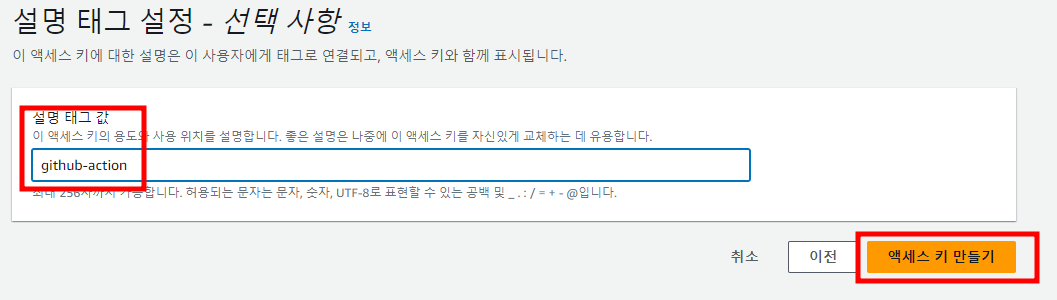 설명 태그 설정 - 선택 사항 정보
이 액세스 키에 대한 설명은 이 사용자에게 태그로 연결되고, 액세스 키와 함께 표시됩니다.
설명 태그 값
이 액세스 키의 용도와 사용 위치를 설명합니다. 좋은 설명은 나중에 이 액세스 키를 자신있게 교체하는 데 유용합니다.
github-action
최대 256자까지 가능합니다. 허용되는 문자는 문자, 숫자, UTF-8로 표현할 수 있는 공백 및 _ . : / = + - @입니다.
취소 이전 액세스 키 만들기